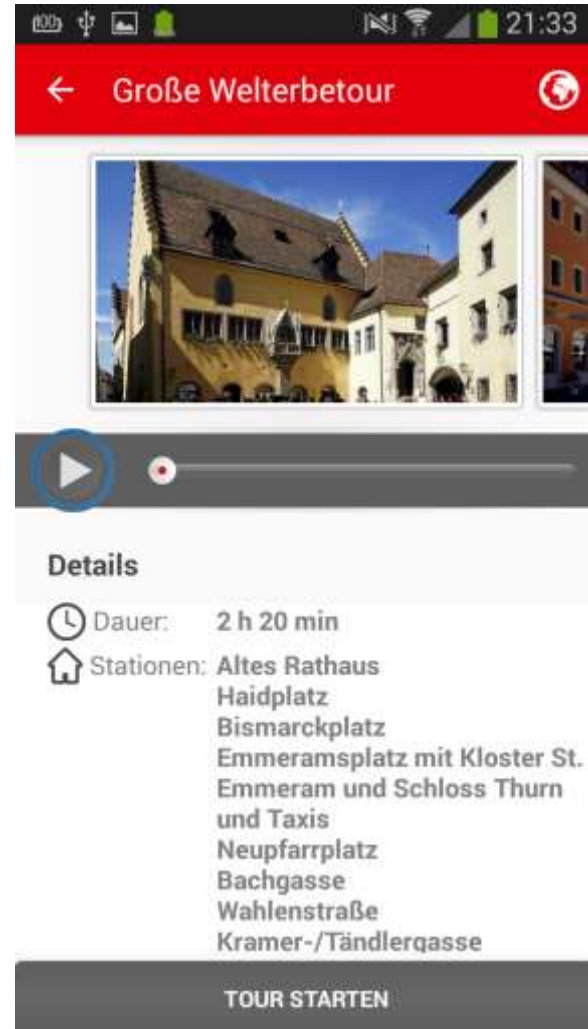 100
21:33
Große Welterbetour
Details
Dauer: 2 h 20 min
Stationen: Altes Rathaus
Haidplatz
Bismarckplatz
Emmeramsplatz mit Kloster St.
Emmeram und Schloss Thurn
und Taxis
Neupfarrplatz
Bachgasse
Wahlenstraße
Kramer-/Tändlergasse
TOUR STARTEN